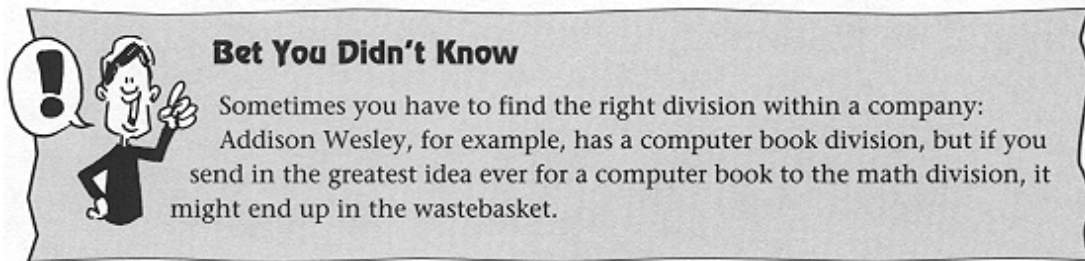 !
Bet You Didn't Know
Sometimes you have to find the right division within a company:
Addison Wesley, for example, has a computer book division, but if you
send in the greatest idea ever for a computer book to the math division, it
might end up in the wastebasket.